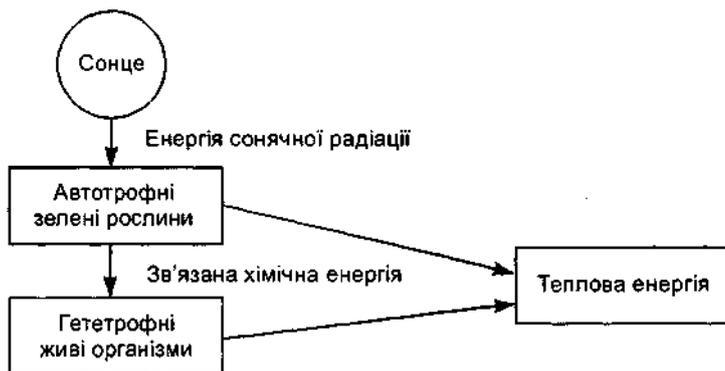 Сонце
Енергія сонячної радіації
Автотрофні
зелені рослини
Зв'язана хімічна енергія
Теплова енергія
Гететрофні
живі організми